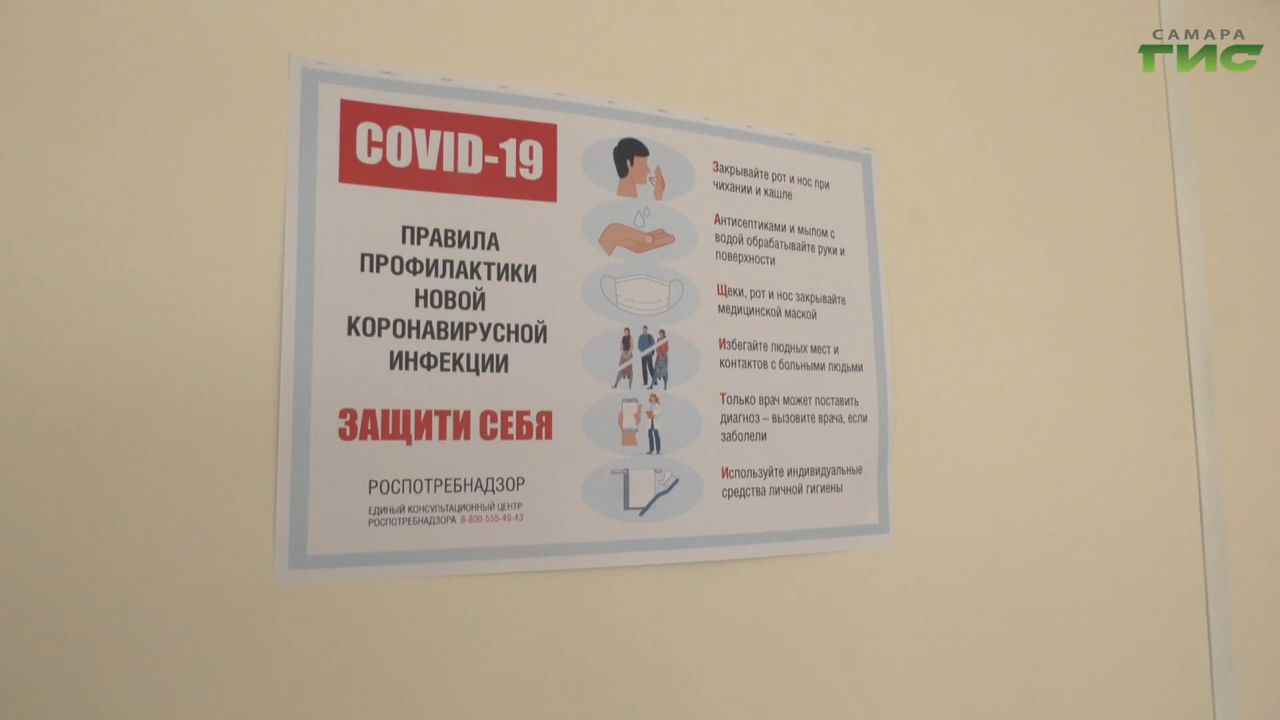 САМАРА
ГИС
COVID-19
ПРАВИЛА
ПРОФИЛАКТИКИ
НОВОЙ
КОРОНАВИРУСНОЙ
ИНФЕКЦИИ
ЗАЩИТИ СЕБЯ
РОСПОТРЕБНАДЗОР
ЕДИНЫЙ КОНСУЛЬТАЦИОННЫЙ ЦЕНТР
РОСПОТРЕБНАДЗОРА 8-800-555-49-43
Закрывайте рот и нос при
чихании и кашле
Антисептиками и мылом с
водой обрабатывайте руки и
поверхности
Щеки, рот и нос закрывайте
медицинской маской
Избегайте людных мест и
контактов с больными людьми
Только врач может поставить
диагноз – вызовите врача, если
заболели
Используйте индивидуальные
средства личной гигиены